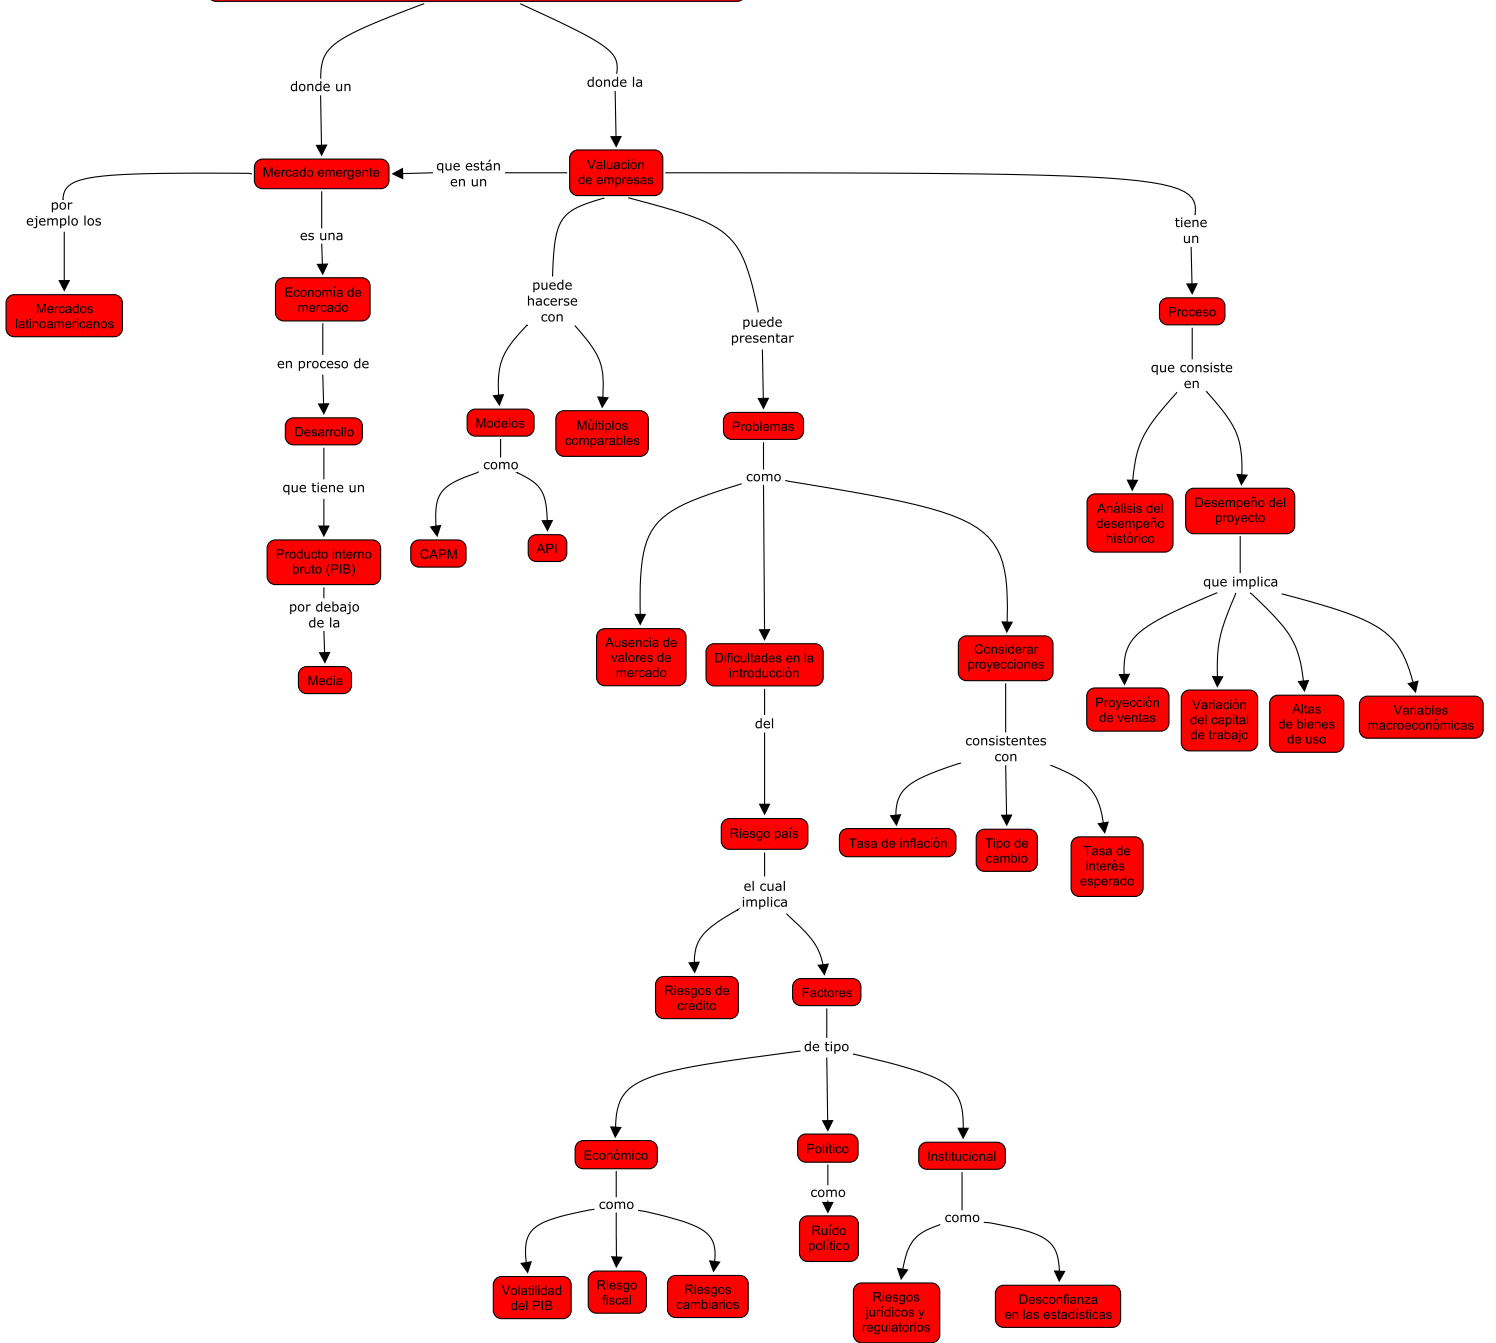 donde un
donde la
Mercado emergente
que están
en un
Valuación
de empresas
por
ejemplo los
es una
tiene
un
Mercados
latinoamericanos
Economía de
mercado
puede
hacerse
con
puede
presentar
Proceso
en proceso de
que consiste
en
Desarrollo
Modelos
Múltiplos
comparables
Problemas
que tiene un
como
como
Análisis del
desempeño
histórico
Desempeño del
proyecto
Producto interno
bruto (PIB)
CAPM
API
que implica
por debajo
de la
Media
Ausencia de
valores de
mercado
Dificultades en la
introducción
Considerar
proyecciones
Proyección
de ventas
Variación
del capital
de trabajo
Altas
de bienes
de uso
Variables
macroeconómicas
del
consistentes
con
Riesgo país
Tasa de inflación
Tipo de
cambio
Tasa de
interés
esperado
el cual
implica
Riesgos de
crédito
Factores
de tipo
Económico
Político
Institucional
como
como
como
Ruído
político
Volatilidad
del PIB
Riesgo
fiscal
Riesgos
cambiarios
Riesgos
jurídicos y
regulatorios
Desconfianza
en las estadísticas